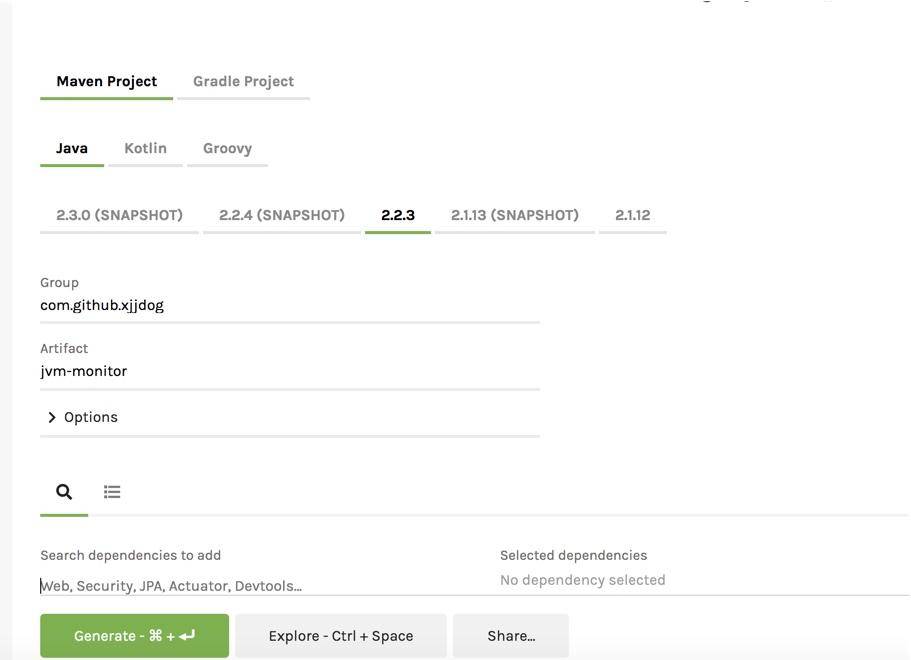 Maven Project Gradle Project
Java Kotlin Groovy
2.3.0 (SNAPSHOT) 2.2.4 (SNAPSHOT) 2.2.3 2.1.13 (SNAPSHOT) 2.1.12
Group
com.github.xjjdog
Artifact
jvm-monitor
Options
Search dependencies to add Selected dependencies
Web, Security, JPA, Actuator, Devtools... No dependency selected
Generate - ⌘ + ↵ Explore - Ctrl + Space Share...